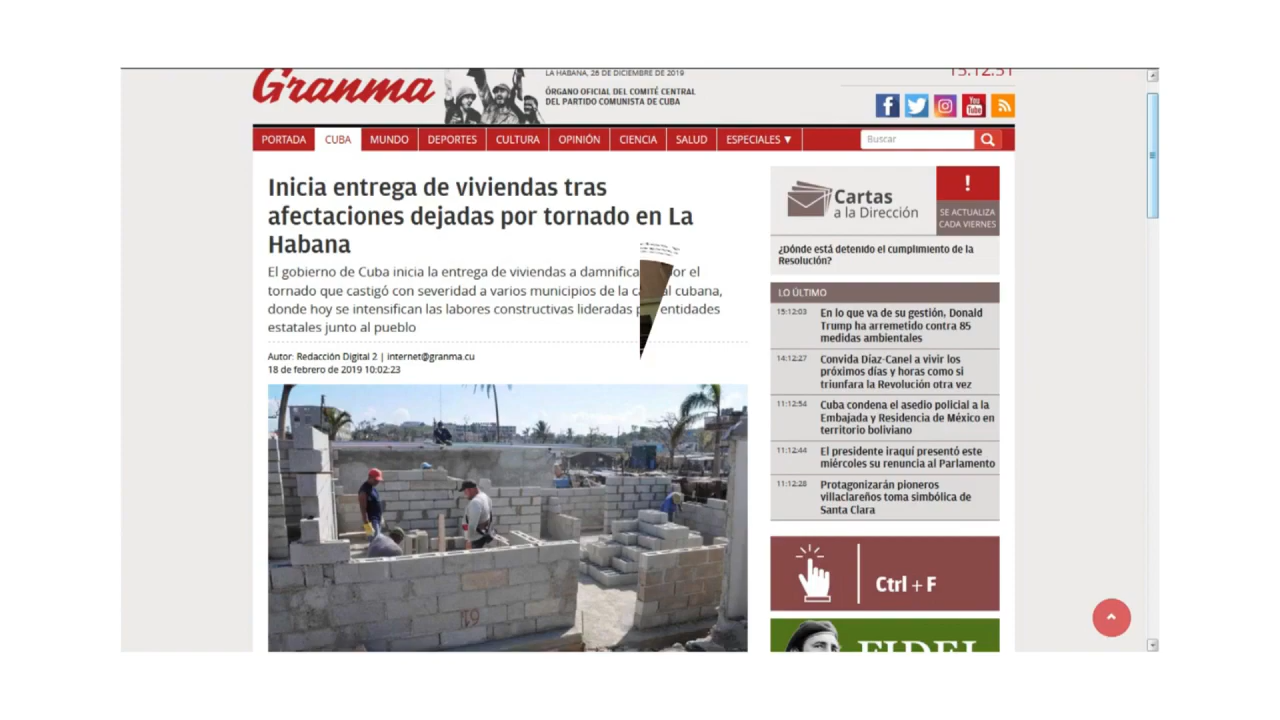 Granma
LA HABANA, 26 DE DICIEMBRE DE 2019
ÓRGANO OFICIAL DEL COMITÉ CENTRAL
DEL PARTIDO COMUNISTA DE CUBA
15:12:51
PORTADA CUBA MUNDO DEPORTES CULTURA OPINIÓN CIENCIA SALUD ESPECIALES ▼
Buscar
Inicia entrega de viviendas tras
afectaciones dejadas por tornado en La
Habana
El gobierno de Cuba inicia la entrega de viviendas a por el
tornado que castigó con severidad a varios municipios de la cubana,
donde hoy se intensifican las labores constructivas lideradas entidades
estatales junto al pueblo
Autor: Redacción Digital 2 | internet@granma.cu
18 de febrero de 2019 10:02:23
Cartas
a la Dirección
!
SE ACTUALIZA
CADA VIERNES
¿Dónde está detenido el cumplimiento de la
Resolución?
LO ÚLTIMO
15:12:03 En lo que va de su gestión, Donald
Trump ha arremetido contra 85
medidas ambientales
14:12:27 Convida Díaz-Canel a vivir los
próximos días y horas como si
triunfara la Revolución otra vez
11:12:54 Cuba condena el asedio policial a la
Embajada y Residencia de México en
territorio boliviano
11:12:44 El presidente iraquí presentó este
miércoles su renuncia al Parlamento
11:12:28 Protagonizarán pioneros
villaclareños toma simbólica de
Santa Clara
Ctrl + F
FIDEL